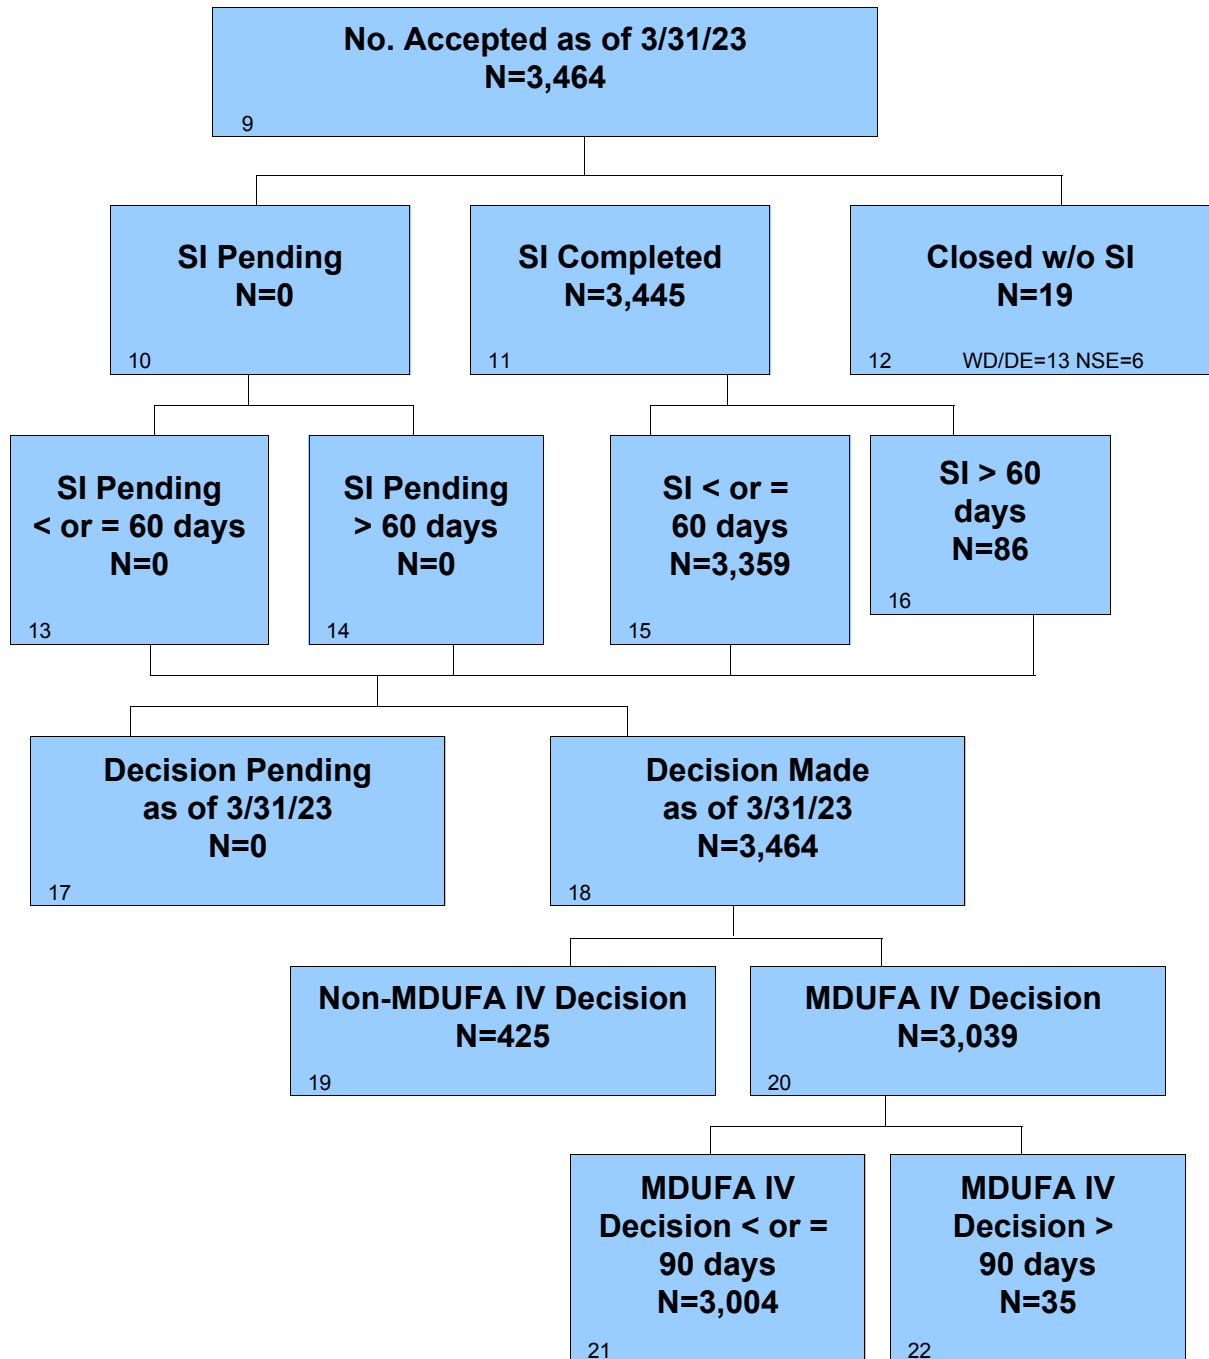 No. Accepted as of 3/31/23
N=3,464
9
SI Pending
N=0
10
SI Completed
N=3,445
11
Closed w/o SI
N=19
12 WD/DE=13 NSE=6
SI Pending
< or = 60 days
N=0
13
SI Pending
> 60 days
N=0
14
SI < or =
60 days
N=3,359
15
SI > 60
days
N=86
16
Decision Pending
as of 3/31/23
N=0
17
Decision Made
as of 3/31/23
N=3,464
18
Non-MDUFA IV Decision
N=425
19
MDUFA IV Decision
N=3,039
20
MDUFA IV
Decision < or =
90 days
N=3,004
21
MDUFA IV
Decision >
90 days
N=35
22